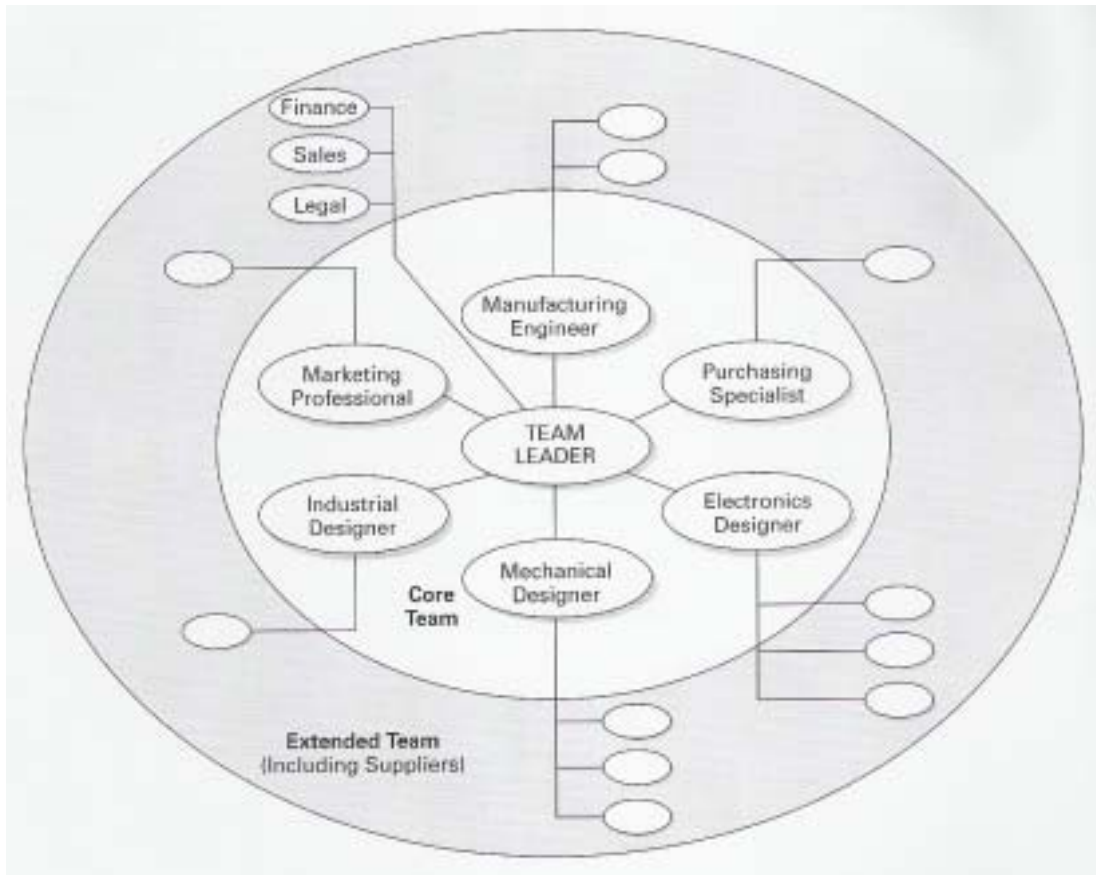 Finance
Sales
Legal
Manufacturing
Engineer
Marketing
Professional
Purchasing
Specialist
TEAM
LEADER
Industrial
Designer
Electronics
Designer
Mechanical
Designer
Core
Team
Extended Team
(Including Suppliers)